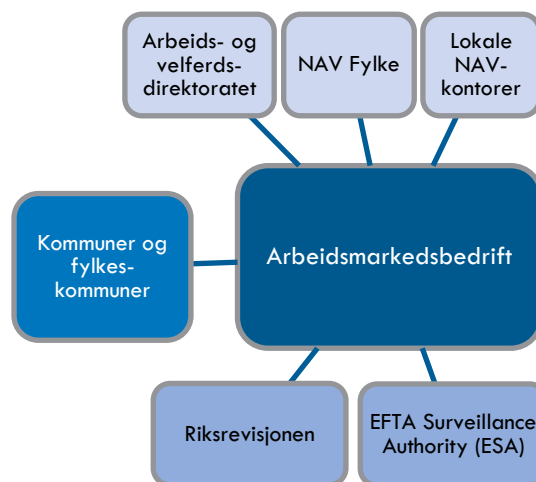 Arbeids- og
velferds-
direktoratet
NAV Fylke
Lokale
NAV-
kontorer
Kommuner og
fylkes-
kommuner
Arbeidsmarkedsbedrift
Riksrevisjonen
EFTA Surveillance
Authority (ESA)